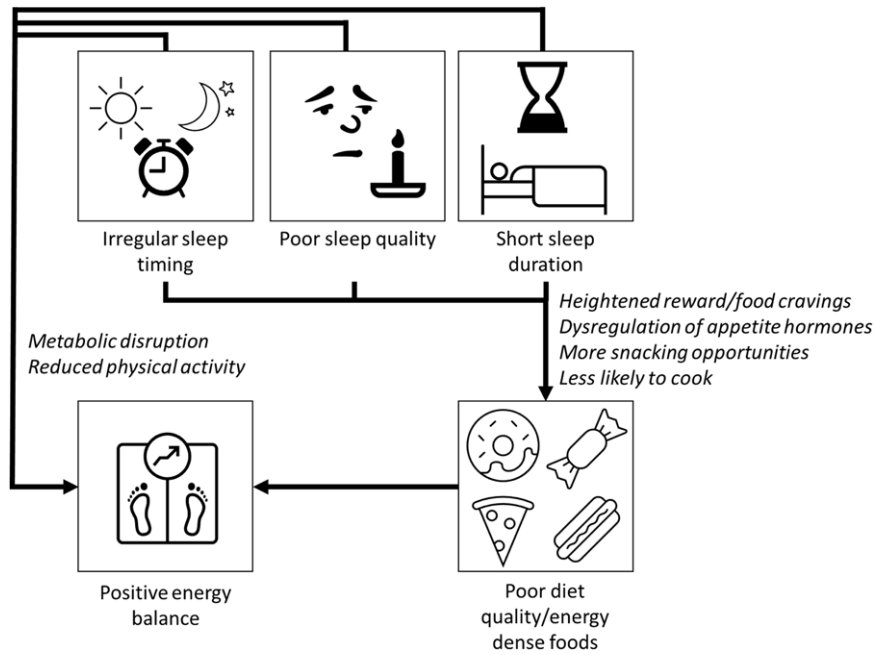 Irregular sleep
timing
Poor sleep quality
Short sleep
duration
Metabolic disruption
Reduced physical activity
Heightened reward/food cravings
Dysregulation of appetite hormones
More snacking opportunities
Less likely to cook
Positive energy
balance
Poor diet
quality/energy
dense foods